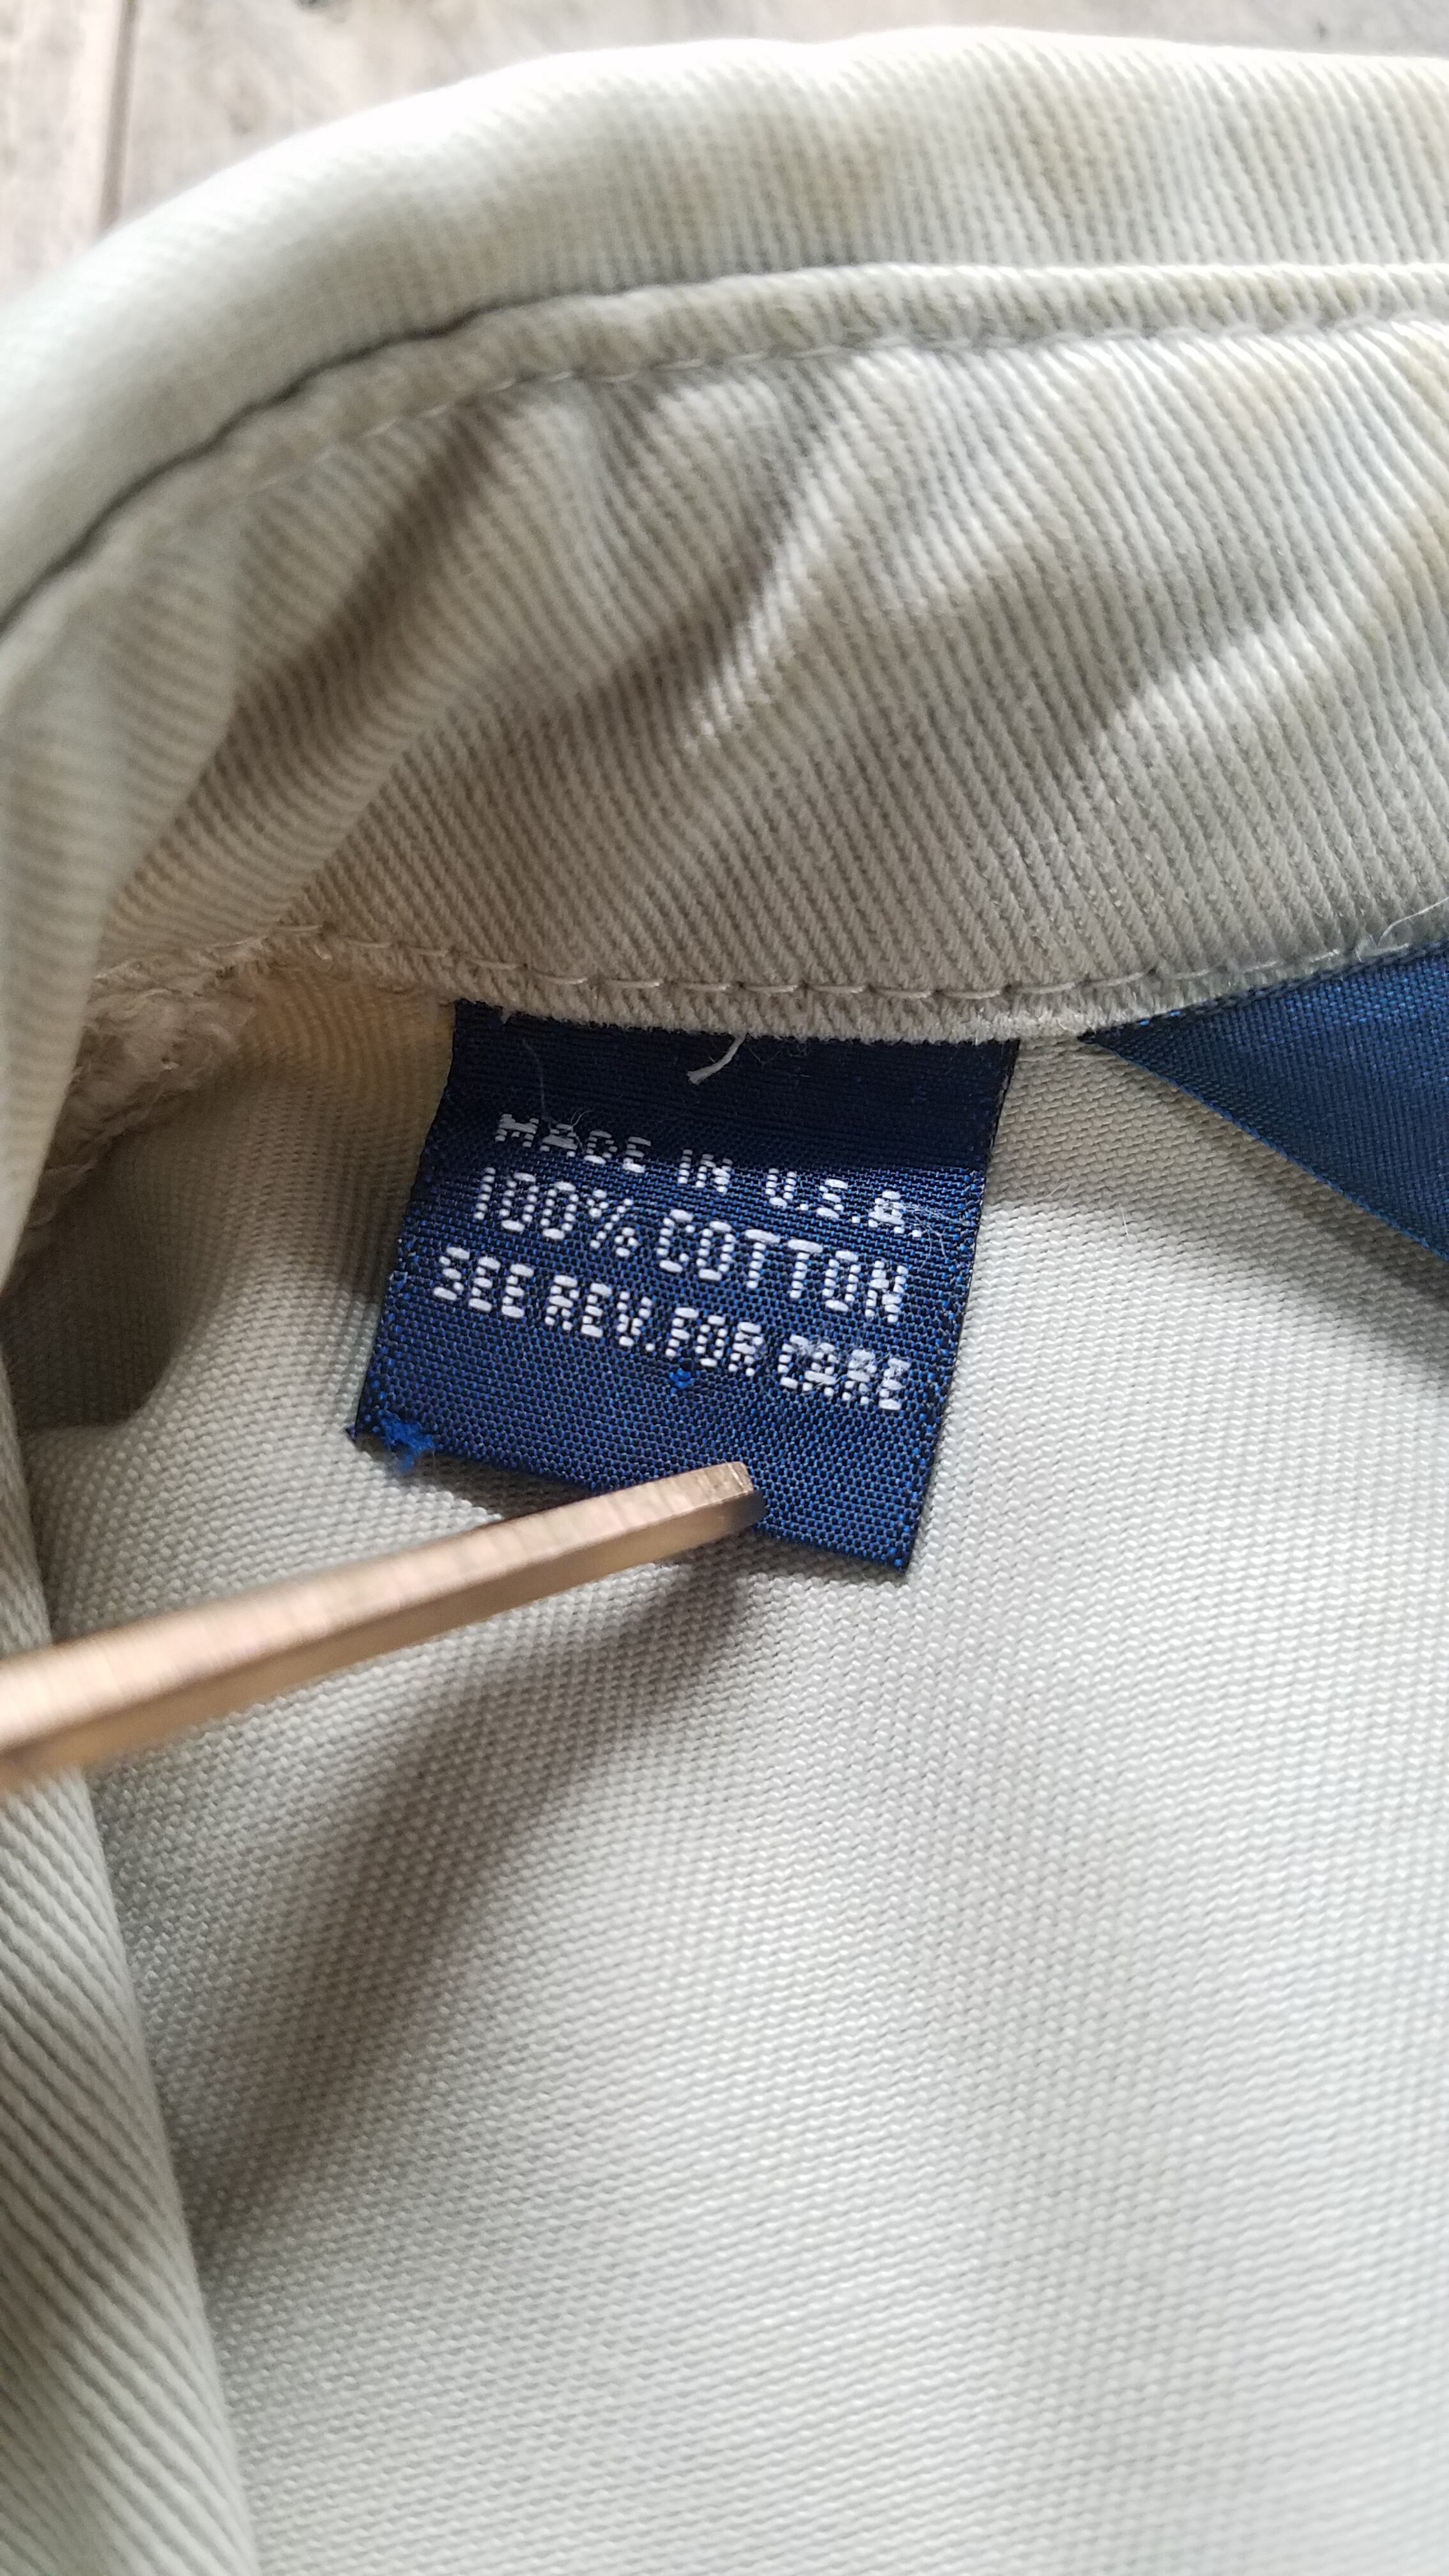 MADE IN U.S.A.
100% COTTON
SEE REV. FOR CARE